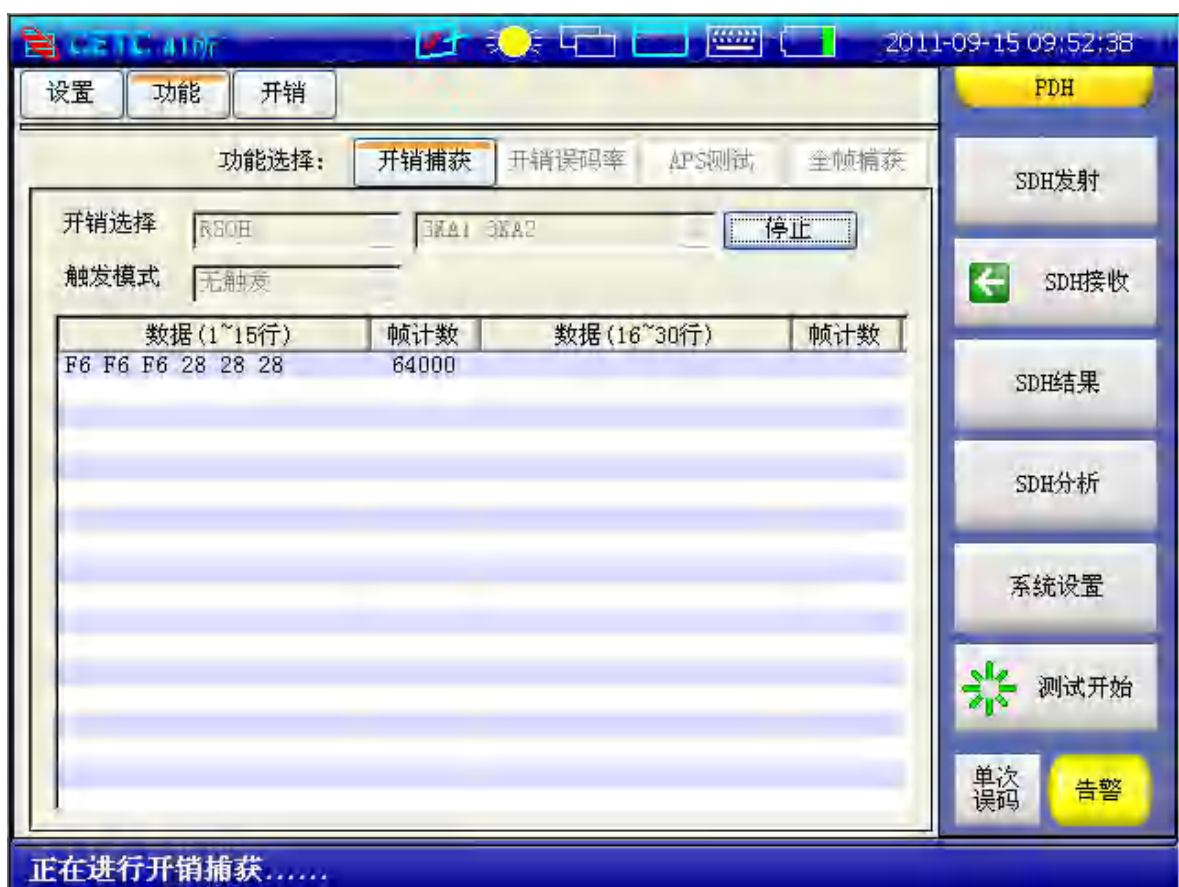 CETC 41所 2011-09-15 09:52:38
设置 功能 开销 PDH
功能选择: 开销捕获 开销误码率 APS测试 全帧捕获
SDH发射
开销选择 RSOH 3XA1 3XA2 停止
触发模式 无触发
SDH接收
数据(1~15行) 帧计数 数据(16~30行) 帧计数
F6 F6 F6 28 28 28 64000
SDH结果
SDH分析
系统设置
测试开始
单次
误码
告警
正在进行开销捕获......